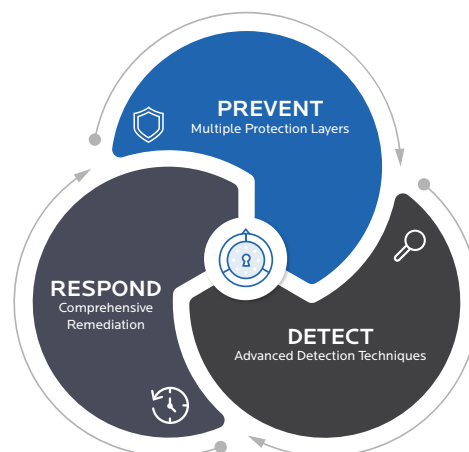 PREVENT
Multiple Protection Layers
RESPOND
Comprehensive
Remediation
DETECT
Advanced Detection Techniques